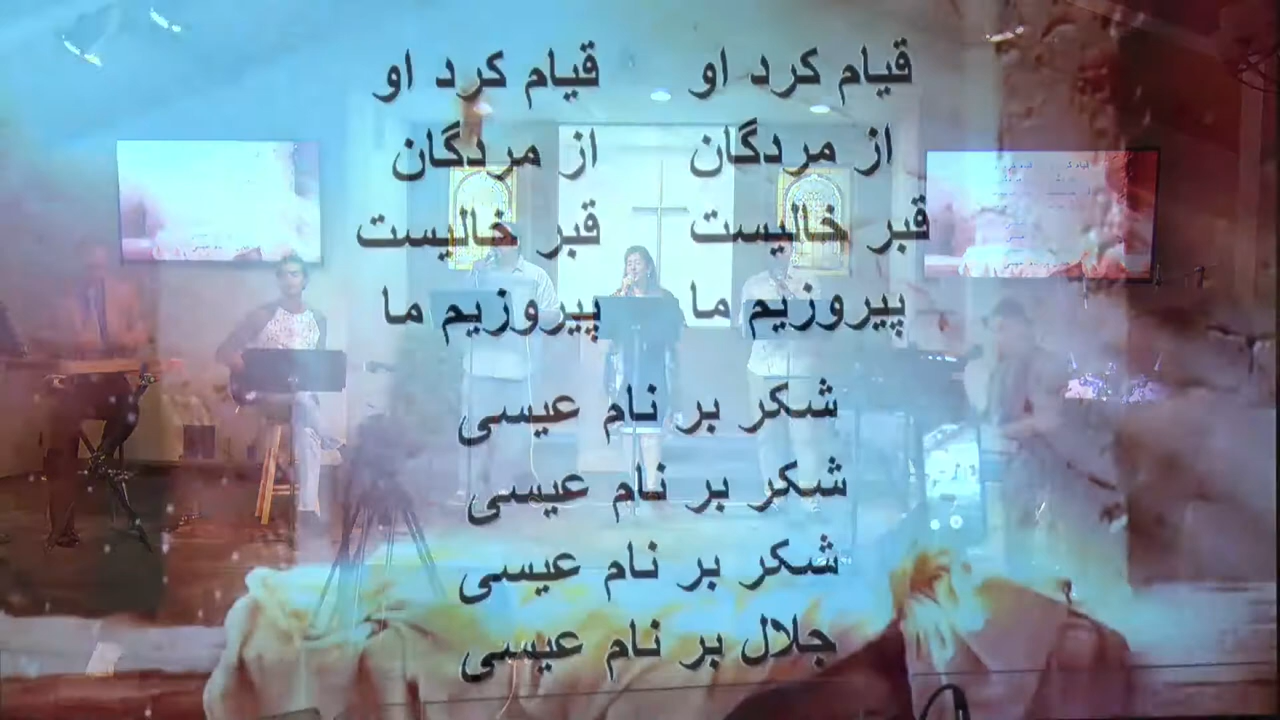 قیام کرد او قیام کرد او
از مردگان از مردگان
قبر خالیست قبر خالیست
پیروزیم ما پیروزیم ما
شکر بر نام عیسی
شکر بر نام عیسی
شکر بر نام عیسی
جلال بر نام عیسی